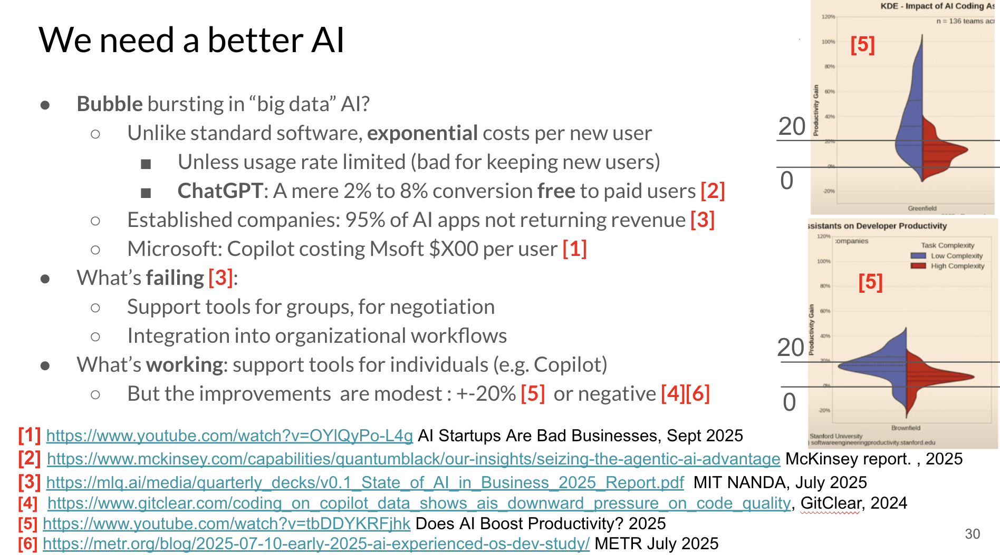 We need a better AI
● Bubble bursting in “big data” AI?
○ Unlike standard software, exponential costs per new user
■ Unless usage rate limited (bad for keeping new users)
■ ChatGPT: A mere 2% to 8% conversion free to paid users [2]
○ Established companies: 95% of AI apps not returning revenue [3]
○ Microsoft: Copilot costing Msoft $X00 per user [1]
● What’s failing [3]:
○ Support tools for groups, for negotiation
○ Integration into organizational workflows
● What’s working: support tools for individuals (e.g. Copilot)
○ But the improvements  are modest : +-20% [5]  or negative [4][6]
[1] https://www.youtube.com/watch?v=OYlQyPo-L4g AI Startups Are Bad Businesses, Sept 2025
[2] https://www.mckinsey.com/capabilities/quantumblack/our-insights/seizing-the-agentic-ai-advantage McKinsey report. , 2025
[3] https://mlq.ai/media/quarterly_decks/v0.1_State_of_AI_in_Business_2025_Report.pdf  MIT NANDA, July 2025
[4]  https://www.gitclear.com/coding_on_copilot_data_shows_ais_downward_pressure_on_code_quality, GitClear, 2024
[5] https://www.youtube.com/watch?v=tbDDYKRFjhk Does AI Boost Productivity? 2025
[6] https://metr.org/blog/2025-07-10-early-2025-ai-experienced-os-dev-study/ METR July 2025
KDE - Impact of AI Coding As
n = 136 teams acr
[5]
120%
100%
80%
60%
40%
20%
0%
-20%
Productivity Gain
20
0
Greenfield
ssistants on Developer Productivity
companies
Task Complexity
Low Complexity
High Complexity
[5]
120%
100%
80%
60%
40%
20%
0%
-20%
Productivity Gain
20
0
Brownfield
Stanford University
) softwareengineeringproductivity.stanford.edu
30